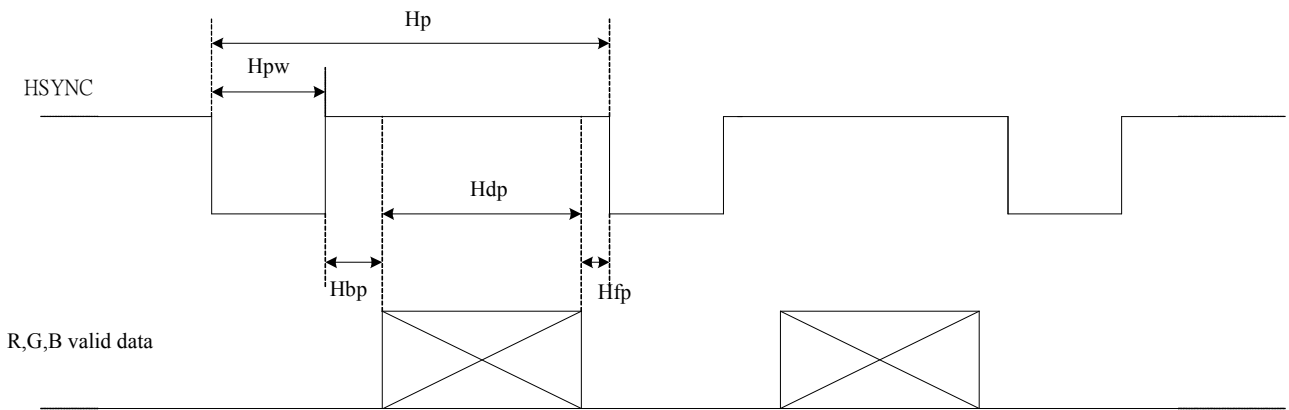 Hp
Hpw
HSYNC
Hdp
Hbp
Hfp
R,G,B valid data